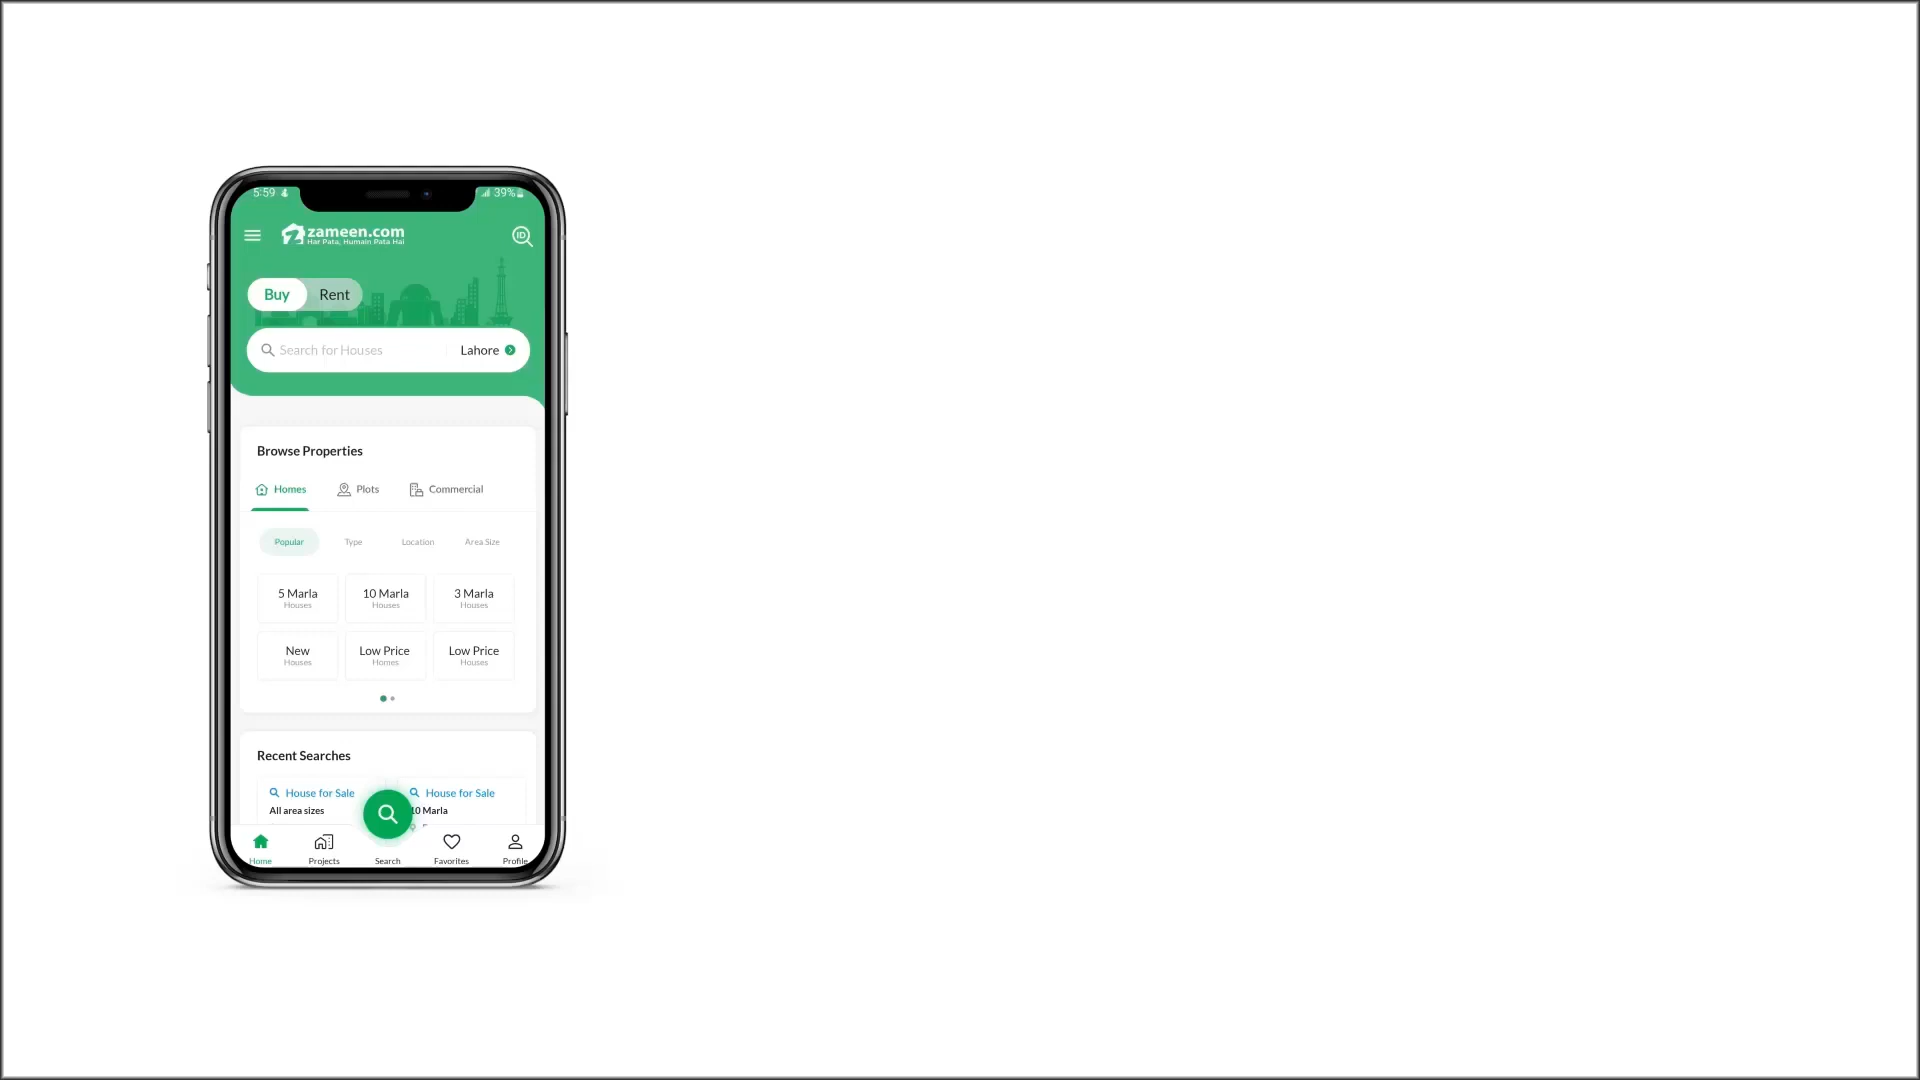 5:59 39%
zameen.com
Har Pata, Humain Pata Hai
ID
Buy Rent
Search for Houses Lahore
Browse Properties
Homes Plots Commercial
Popular Type Location Area Size
5 Marla 10 Marla 3 Marla
Houses Houses Houses
New Low Price Low Price
Houses Homes Houses
Recent Searches
House for Sale House for Sale
All area sizes 10 Marla
Home Projects Search Favorites Profile